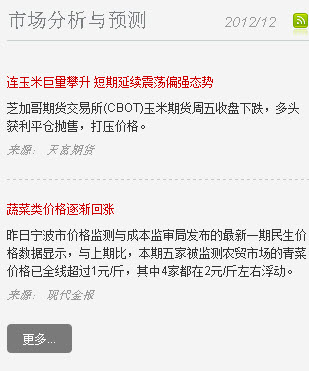 市场分析与预测 2012/12
连玉米巨量攀升 短期延续震荡偏强态势
芝加哥期货交易所(CBOT)玉米期货周五收盘下跌，多头
获利平仓抛售，打压价格。
来源： 天富期货
蔬菜类价格逐渐回涨
昨日宁波市价格监测与成本监审局发布的最新一期民生价
格数据显示，与上期比，本期五家被监测农贸市场的青菜
价格已全线超过1元/斤，其中4家都在2元/斤左右浮动。
来源： 现代金报
更多...